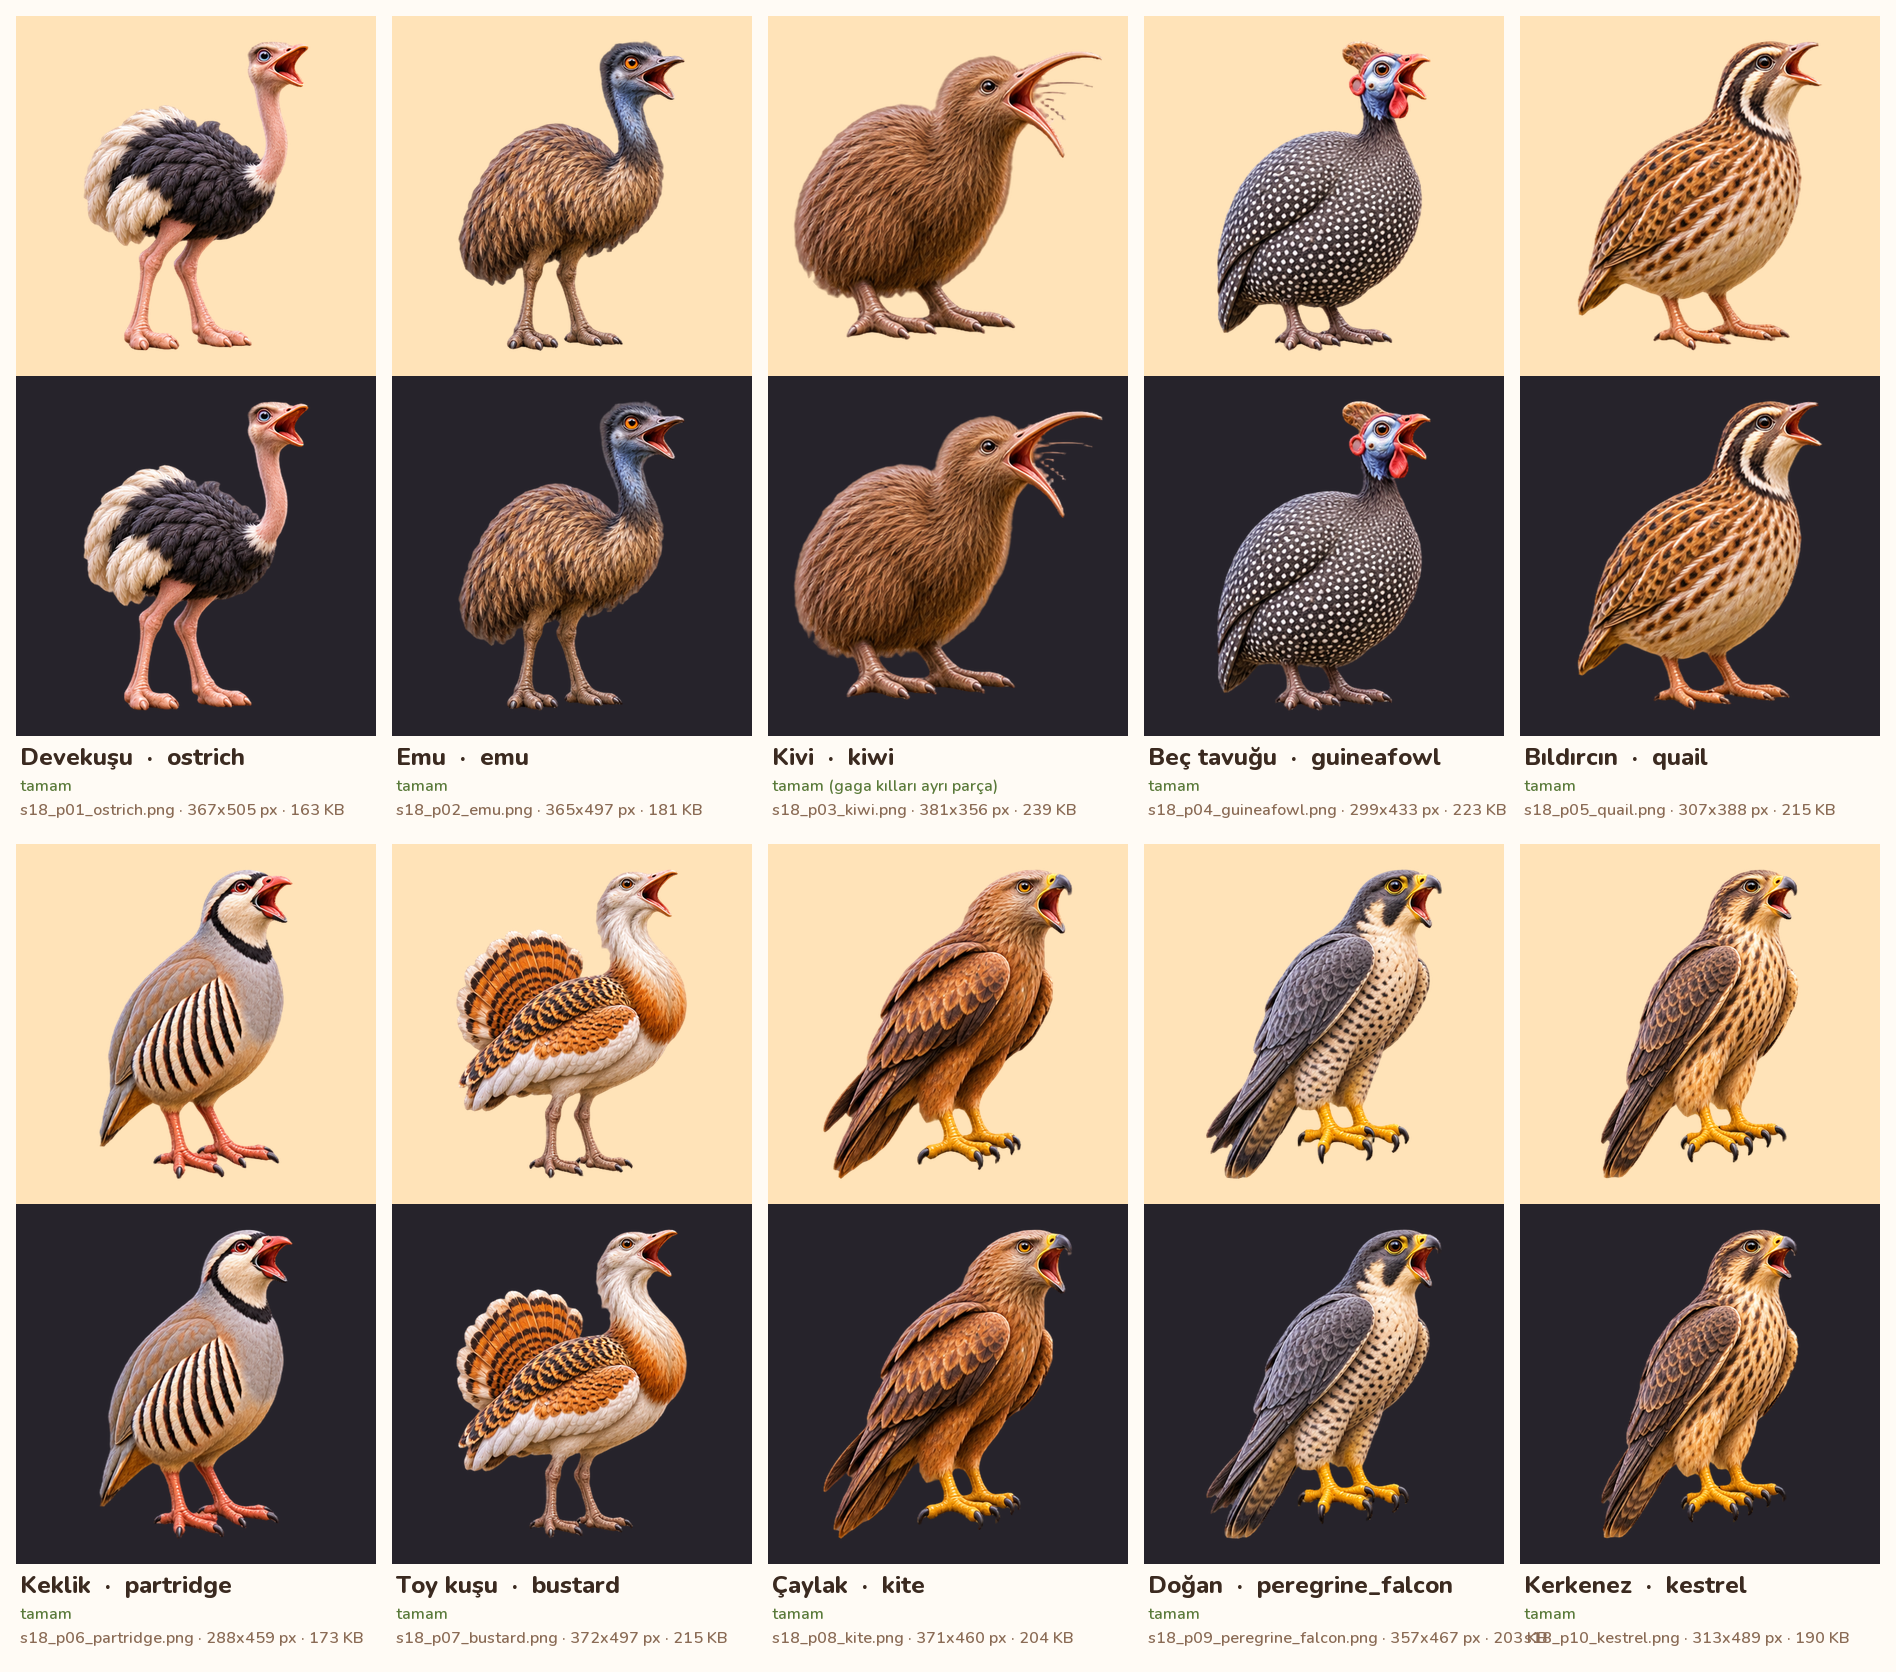 Devekuşu · ostrich
tamam
s18_p01_ostrich.png · 367x505 px · 163 KB
Emu · emu
tamam
s18_p02_emu.png · 365x497 px · 181 KB
Kivi · kiwi
tamam (gaga kılları ayrı parça)
s18_p03_kiwi.png · 381x356 px · 239 KB
Beç tavuğu · guineafowl
tamam
s18_p04_guineafowl.png · 299x433 px · 223 KB
Bıldırcın · quail
tamam
s18_p05_quail.png · 307x388 px · 215 KB
Keklik · partridge
tamam
s18_p06_partridge.png · 288x459 px · 173 KB
Toy kuşu · bustard
tamam
s18_p07_bustard.png · 372x497 px · 215 KB
Çaylak · kite
tamam
s18_p08_kite.png · 371x460 px · 204 KB
Doğan · peregrine_falcon
tamam
s18_p09_peregrine_falcon.png · 357x467 px · 203 KB
Kerkenez · kestrel
tamam
s18_p10_kestrel.png · 313x489 px · 190 KB